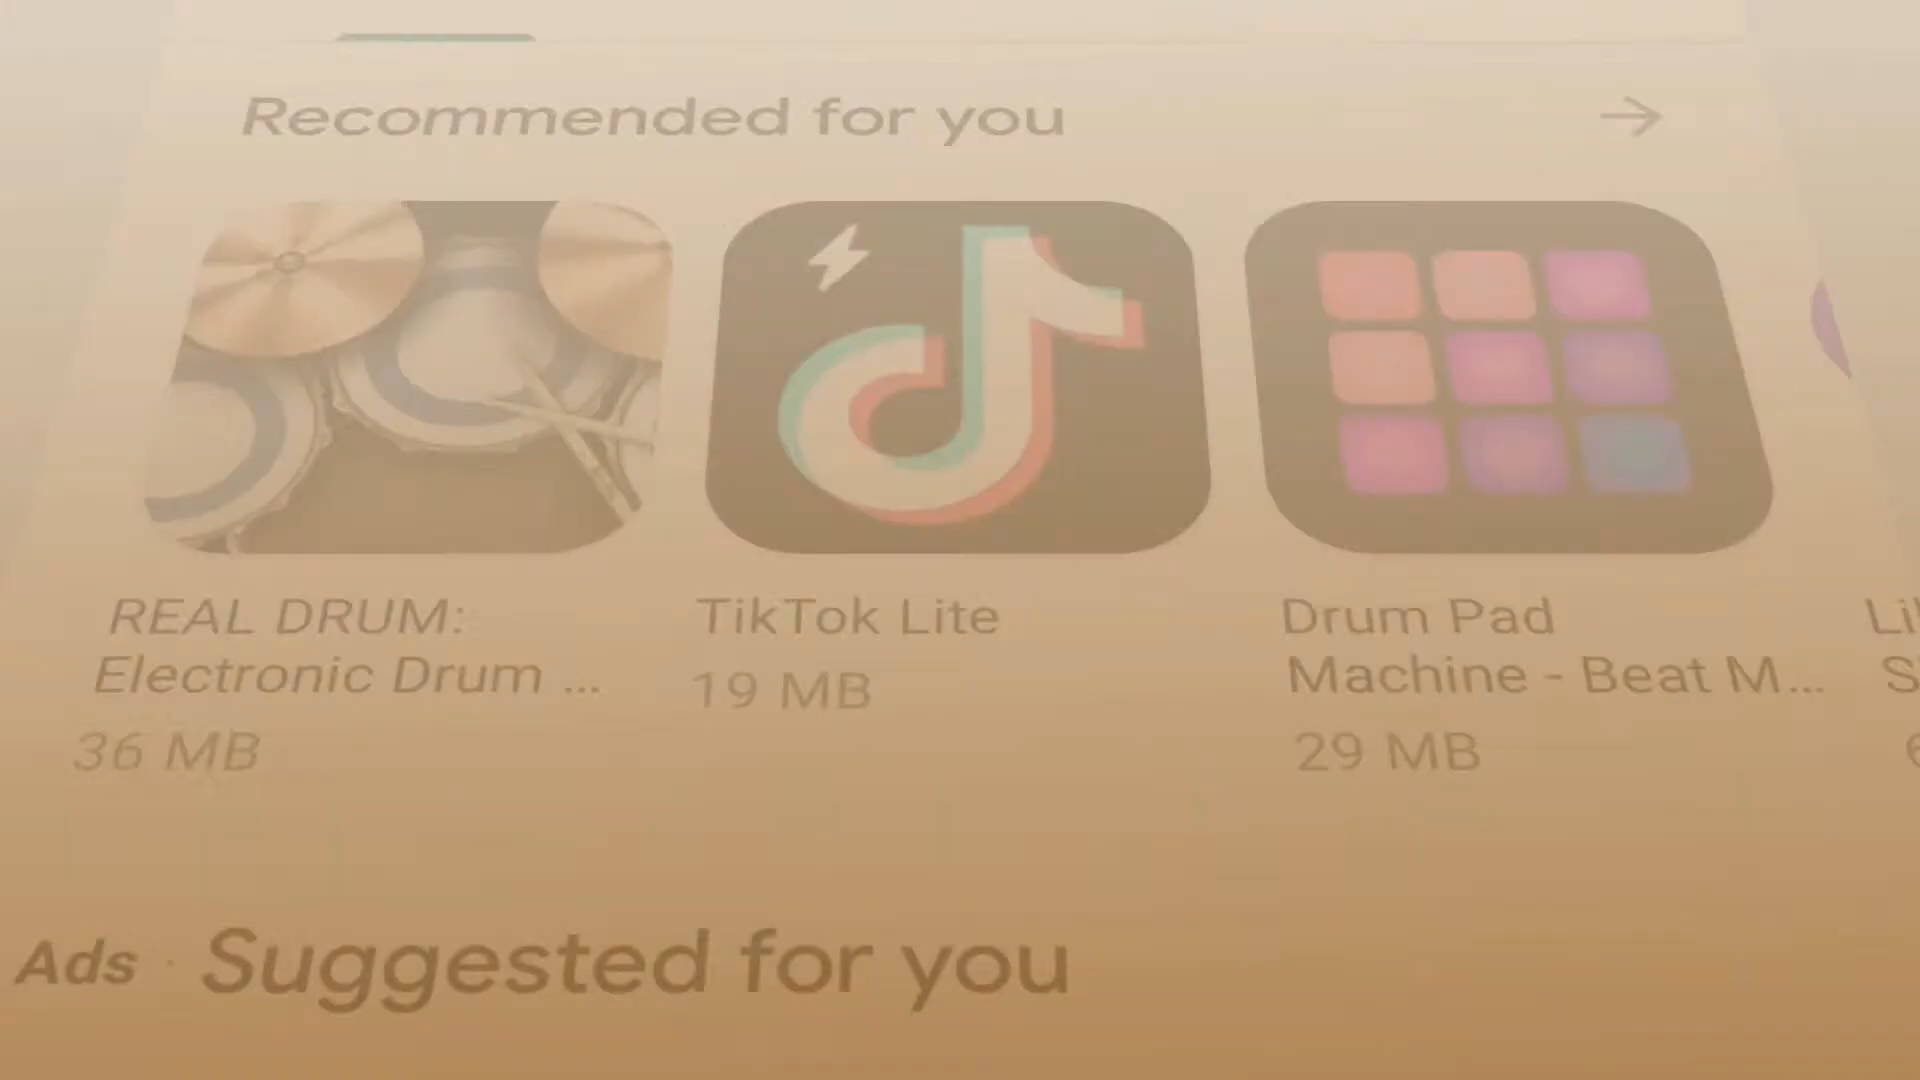 Recommended for you
REAL DRUM:
Electronic Drum ...
36 MB
TikTok Lite
19 MB
Drum Pad
Machine - Beat M...
29 MB
Ads · Suggested for you